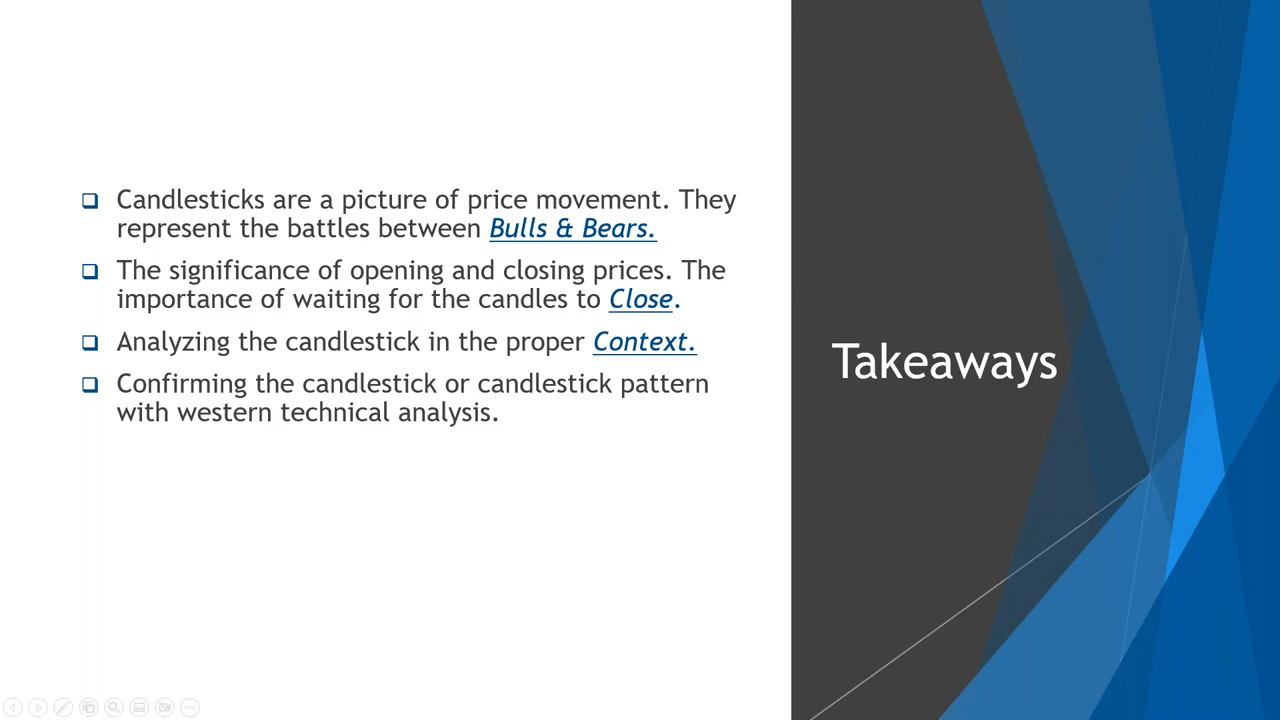 Candlesticks are a picture of price movement. They
represent the battles between Bulls & Bears.
The significance of opening and closing prices. The
importance of waiting for the candles to Close.
Analyzing the candlestick in the proper Context.
Confirming the candlestick or candlestick pattern
with western technical analysis.
Takeaways